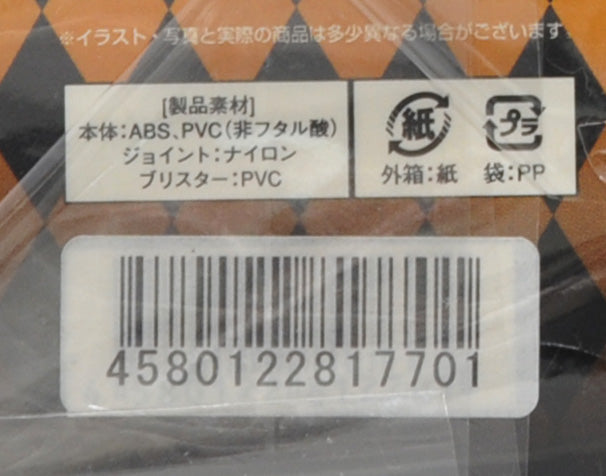 ※イラスト、写真と実際の商品は多少異なる場合がございます。
[製品素材]
本体：ABS、PVC（非フタル酸）
ジョイント：ナイロン
ブリスター：PVC
紙 プラ
外箱：紙 袋：PP
4580122817701